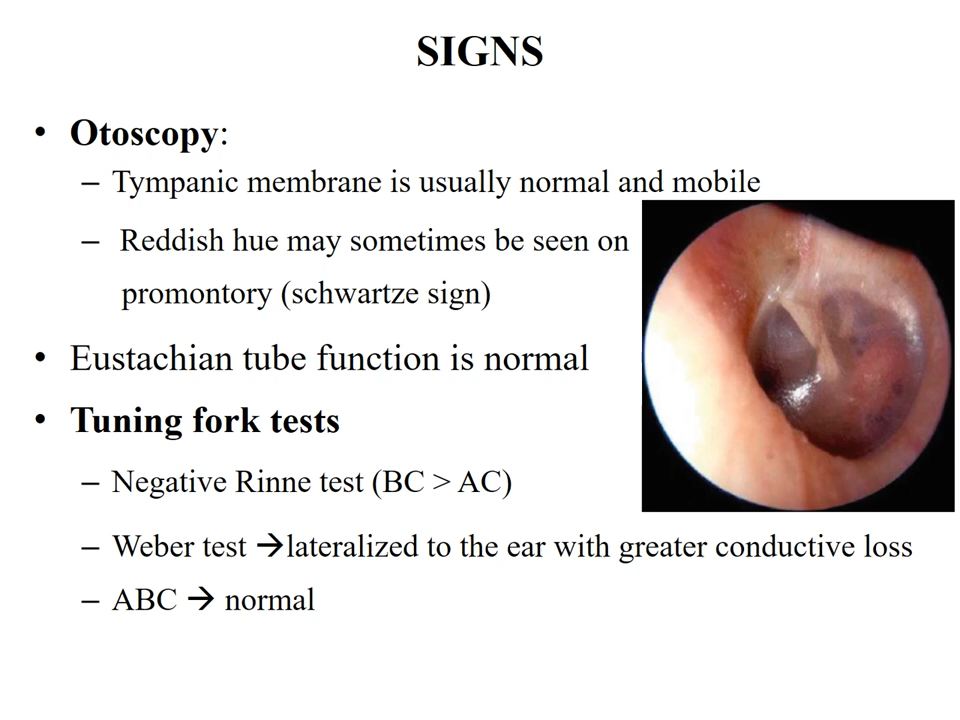 SIGNS
• Otoscopy:
– Tympanic membrane is usually normal and mobile
– Reddish hue may sometimes be seen on
promontory (schwartze sign)
• Eustachian tube function is normal
• Tuning fork tests
– Negative Rinne test (BC > AC)
– Weber test → lateralized to the ear with greater conductive loss
– ABC → normal